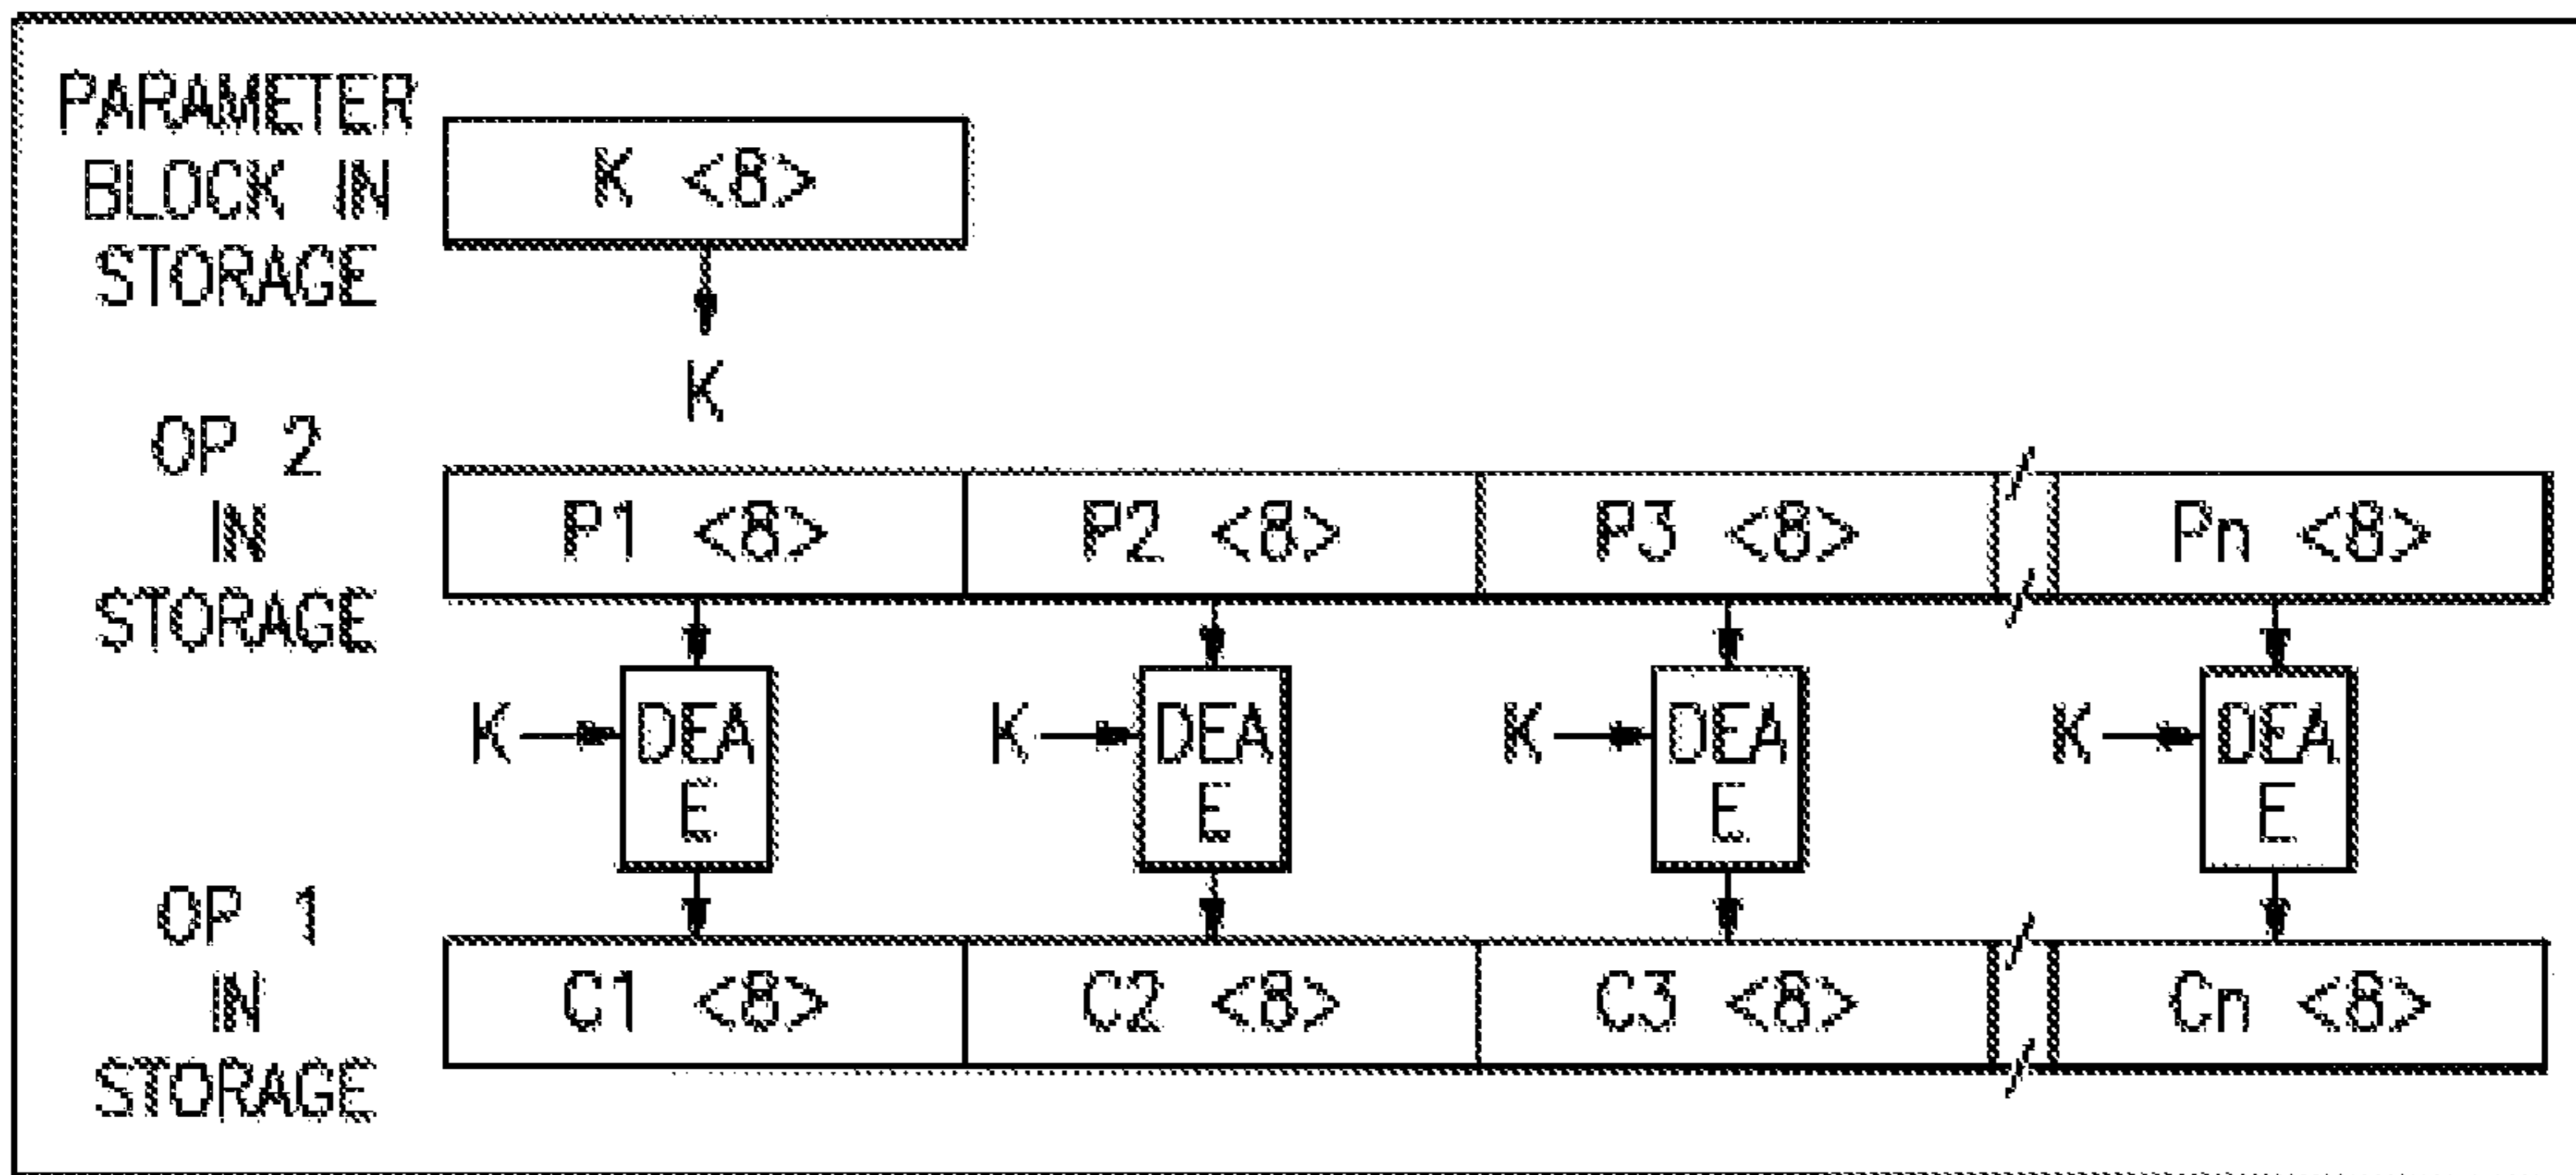 PARAMETER
BLOCK IN
STORAGE
K <8>
K
OP 2
IN
STORAGE
P1 <8> P2 <8> P3 <8> Pn <8>
K DEA K DEA K DEA K DEA
E E E E
OP 1
IN
STORAGE
C1 <8> C2 <8> C3 <8> Cn <8>